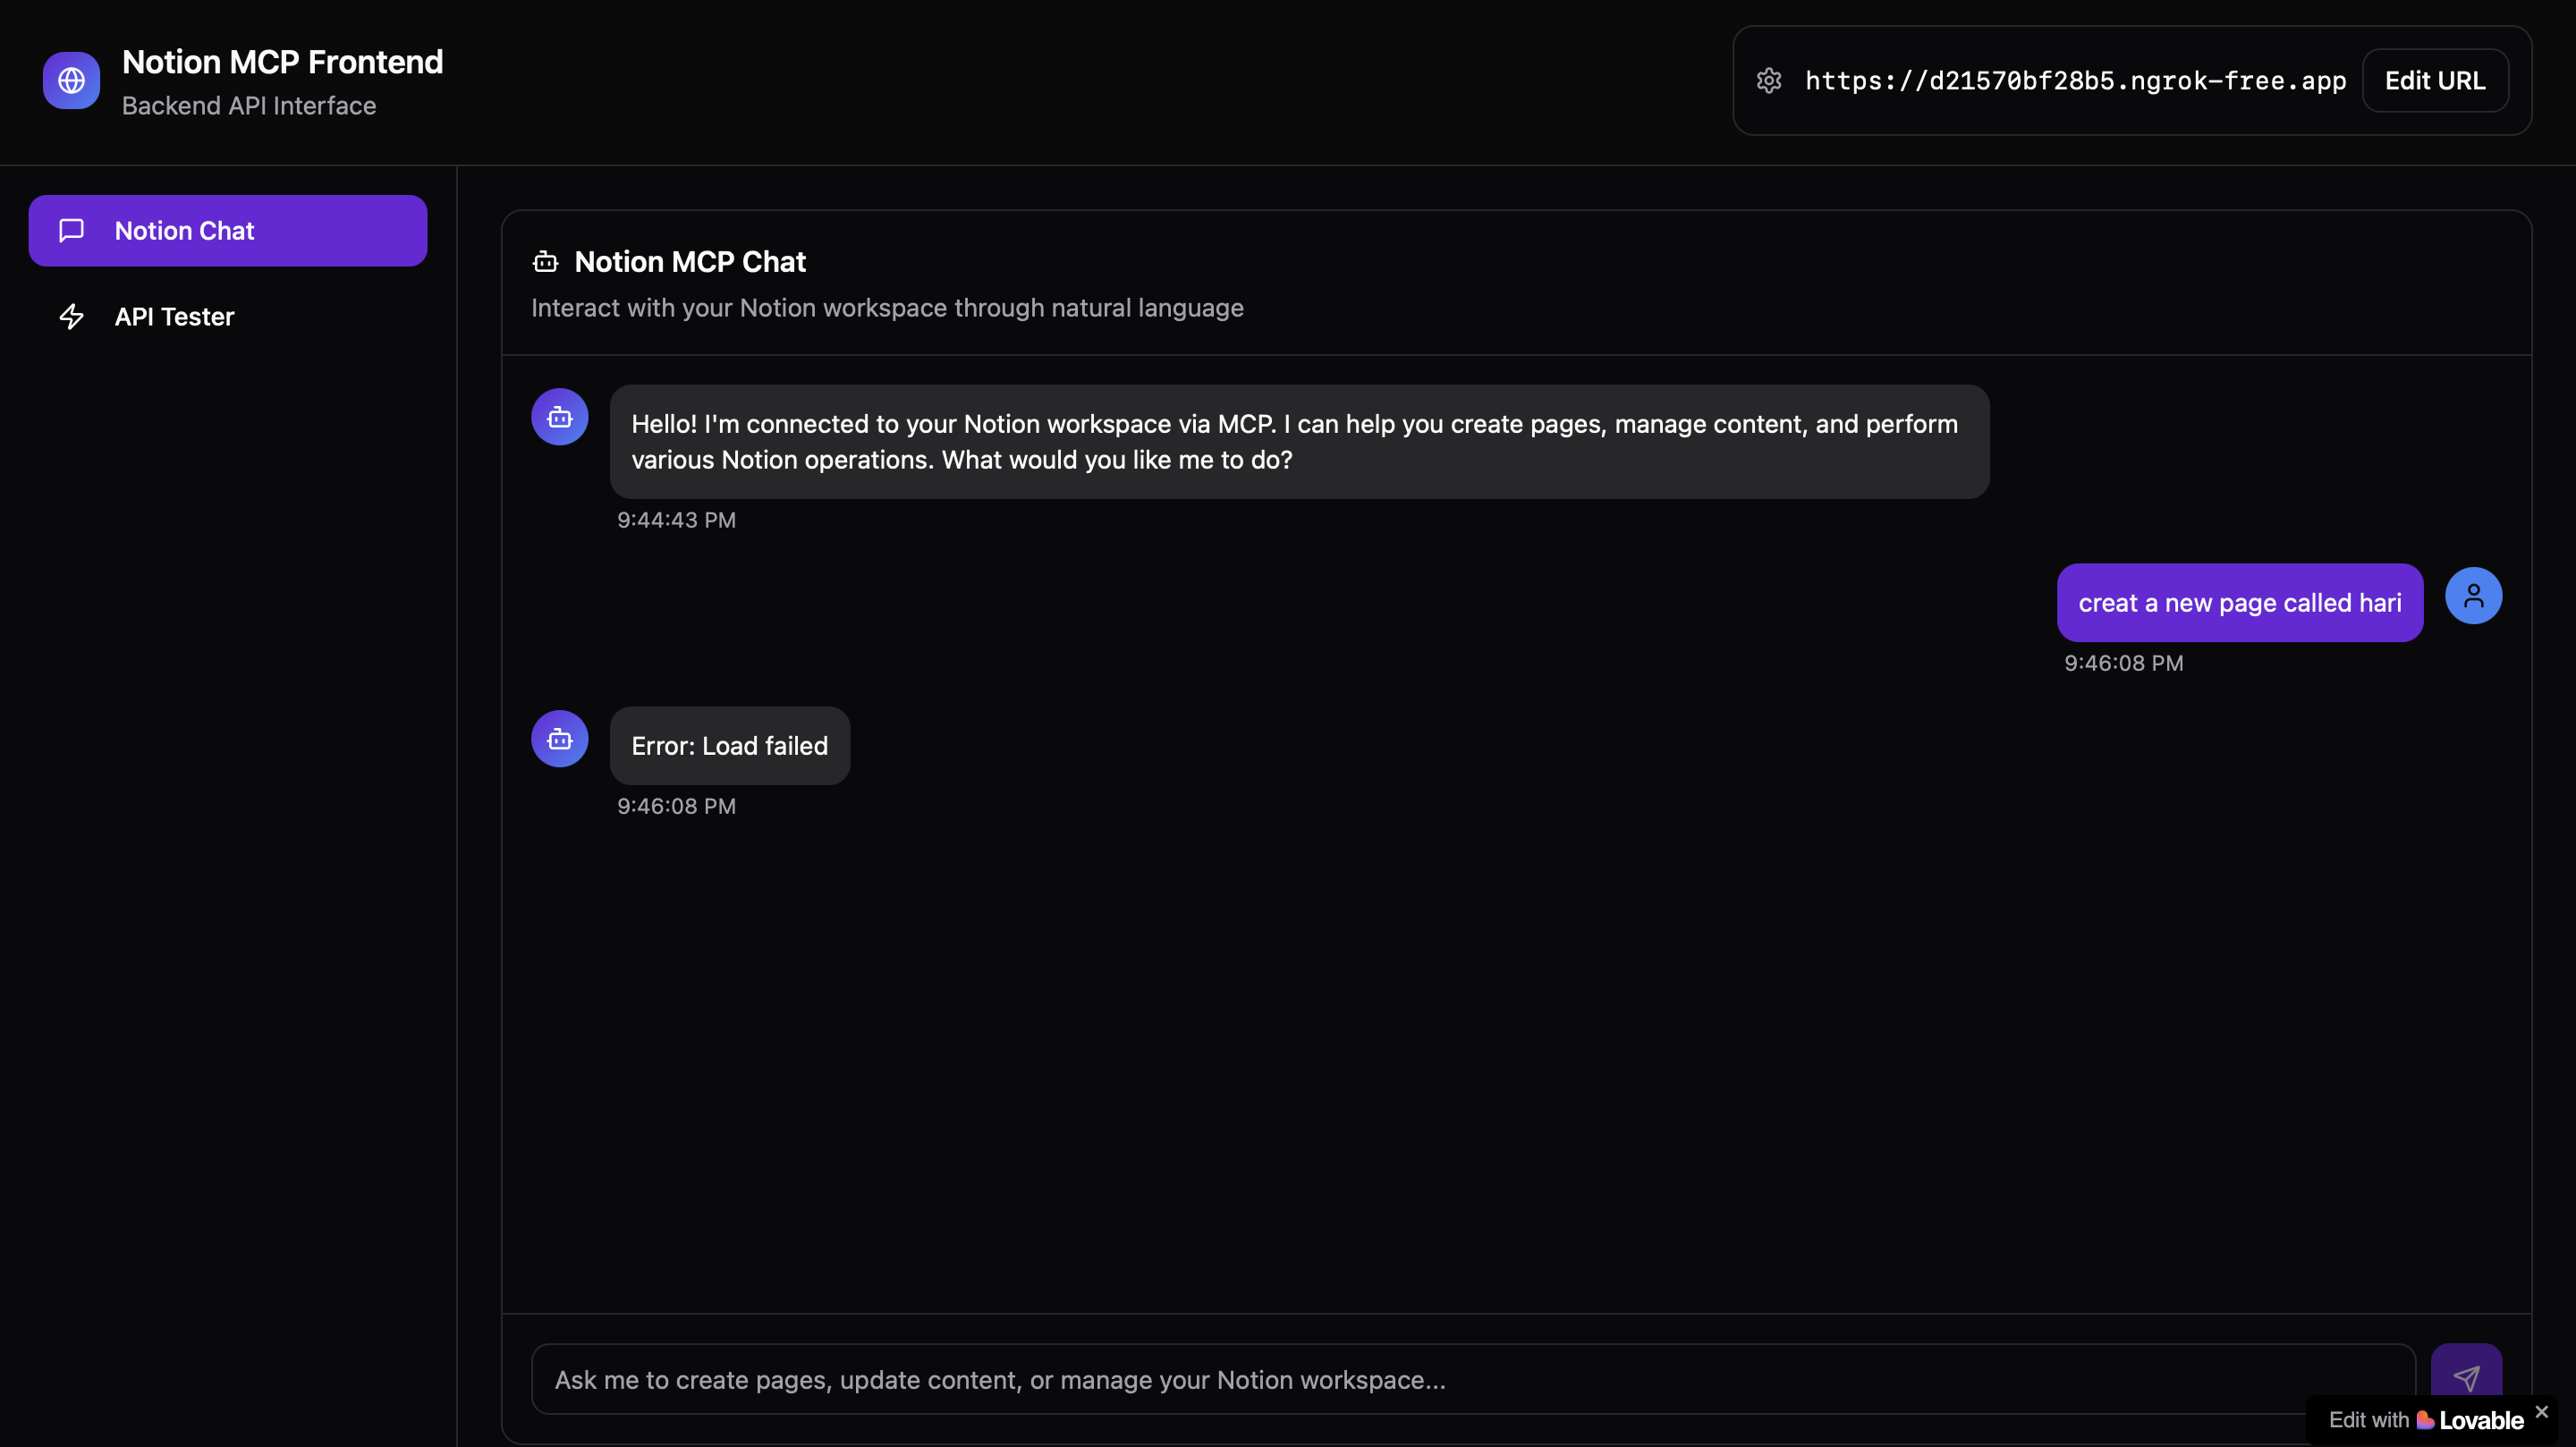 Notion MCP Frontend
Backend API Interface
https://d21570bf28b5.ngrok-free.app
Edit URL
Notion Chat
API Tester
Notion MCP Chat
Interact with your Notion workspace through natural language
Hello! I'm connected to your Notion workspace via MCP. I can help you create pages, manage content, and perform
various Notion operations. What would you like me to do?
9:44:43 PM
creat a new page called hari
9:46:08 PM
Error: Load failed
9:46:08 PM
Ask me to create pages, update content, or manage your Notion workspace...
Edit with Lovable